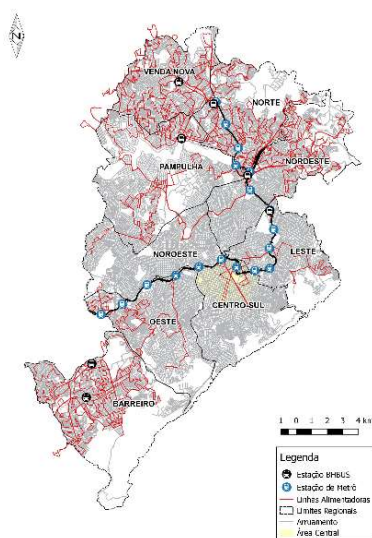 N
VENDA NOVA
NORTE
NORDESTE
PAMPULHA
NOROESTE
LESTE
CENTRO-SUL
OESTE
BARREIRO
1 0 1 2 3 4 km
Legenda
Estação BHBUS
Estação de Metrô
Linhas Alimentadoras
Limites Regionais
Arruamento
Área Central